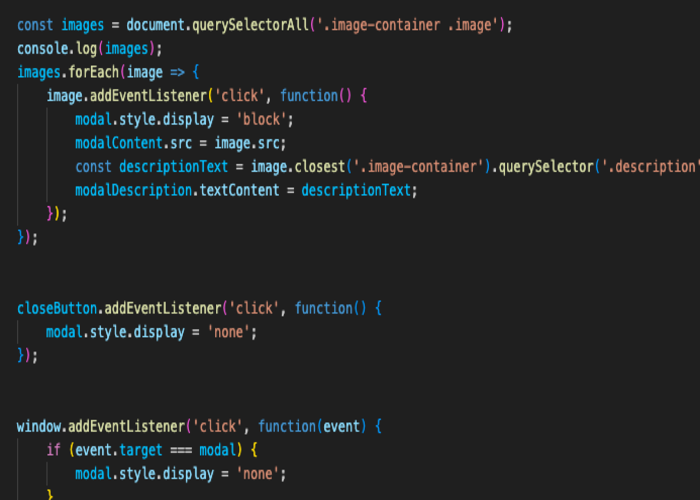 const images = document.querySelectorAll('.image-container .image');
console.log(images);
images.forEach(image => {
image.addEventListener('click', function() {
modal.style.display = 'block';
modalContent.src = image.src;
const descriptionText = image.closest('.image-container').querySelector('.description'
modalDescription.textContent = descriptionText;
});
});
closeButton.addEventListener('click', function() {
modal.style.display = 'none';
});
window.addEventListener('click', function(event) {
if (event.target === modal) {
modal.style.display = 'none';
}